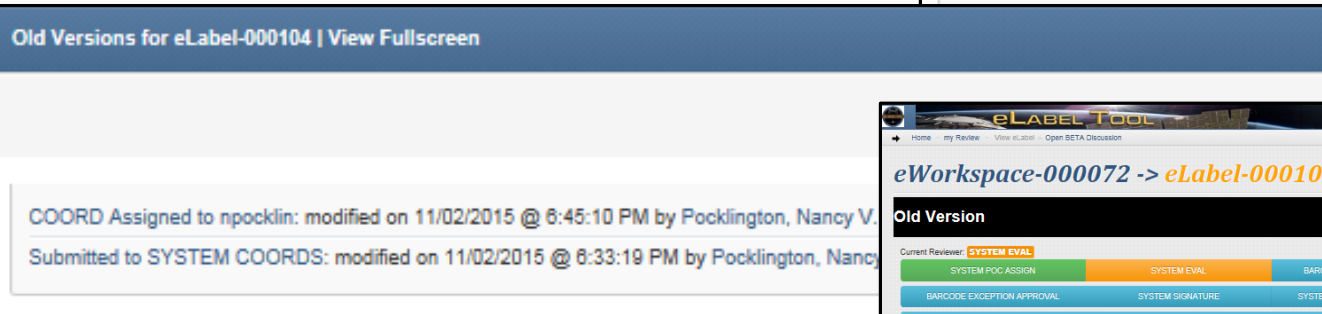 Old Versions for eLabel-000104 | View Fullscreen
COORD Assigned to npocklin: modified on 11/02/2015 @ 6:45:10 PM by Pocklington, Nancy V.
Submitted to SYSTEM COORDS: modified on 11/02/2015 @ 6:33:19 PM by Pocklington, Nancy
eLABEL TOOL
Home my Review View eLabel Open BETA Discussion
eWorkspace-000072 -> eLabel-00010
Old Version
Current Reviewer: SYSTEM EVAL
SYSTEM POC ASSIGN SYSTEM EVAL BAR
BARCODE EXCEPTION APPROVAL SYSTEM SIGNATURE SYSTE